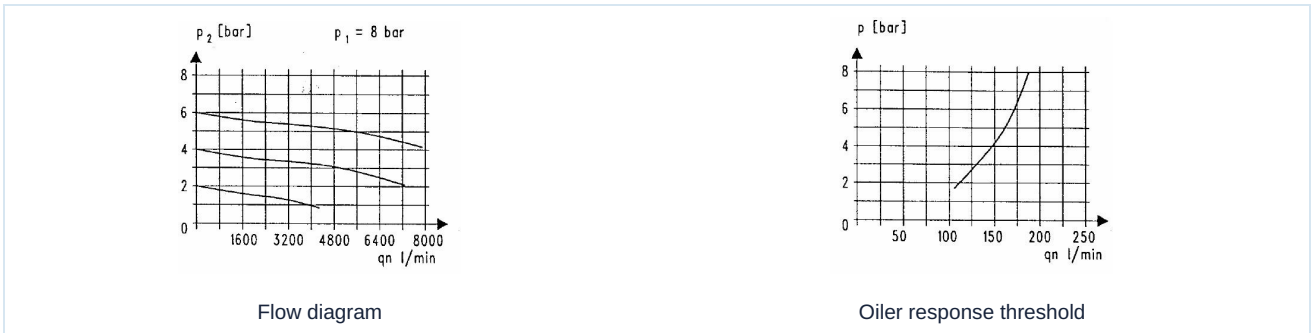 p 2 [bar]
p 1 = 8 bar
8
6
4
2
0
1600 3200 4800 6400 8000
qn l/min
Flow diagram
p [bar]
8
6
4
2
0
50 100 150 200 250
qn l/min
Oiler response threshold